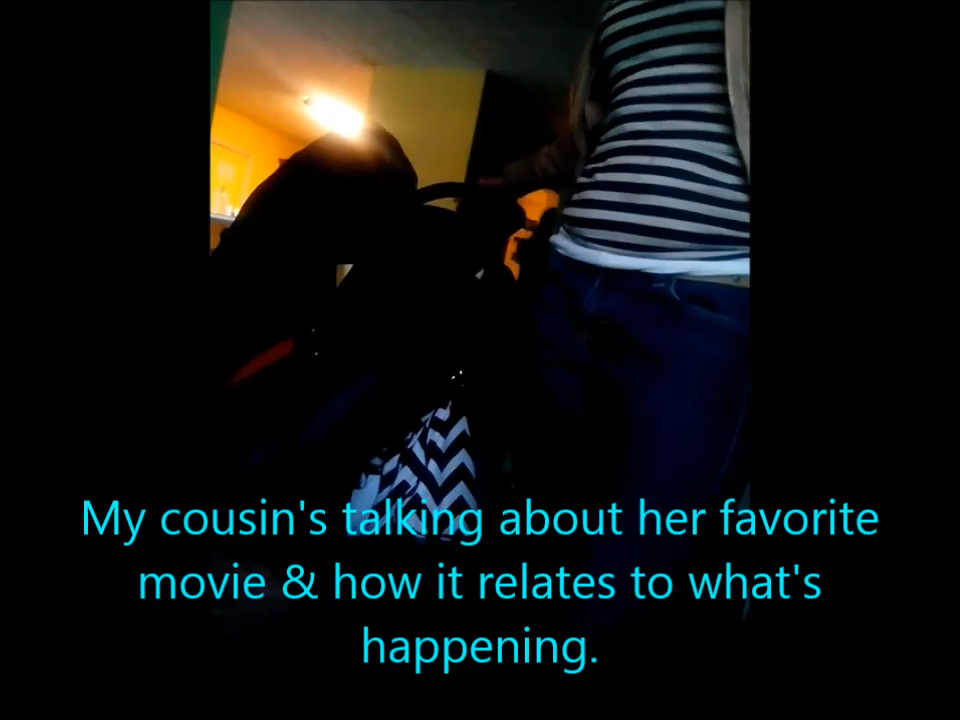 My cousin's talking about her favorite
movie & how it relates to what's
happening.